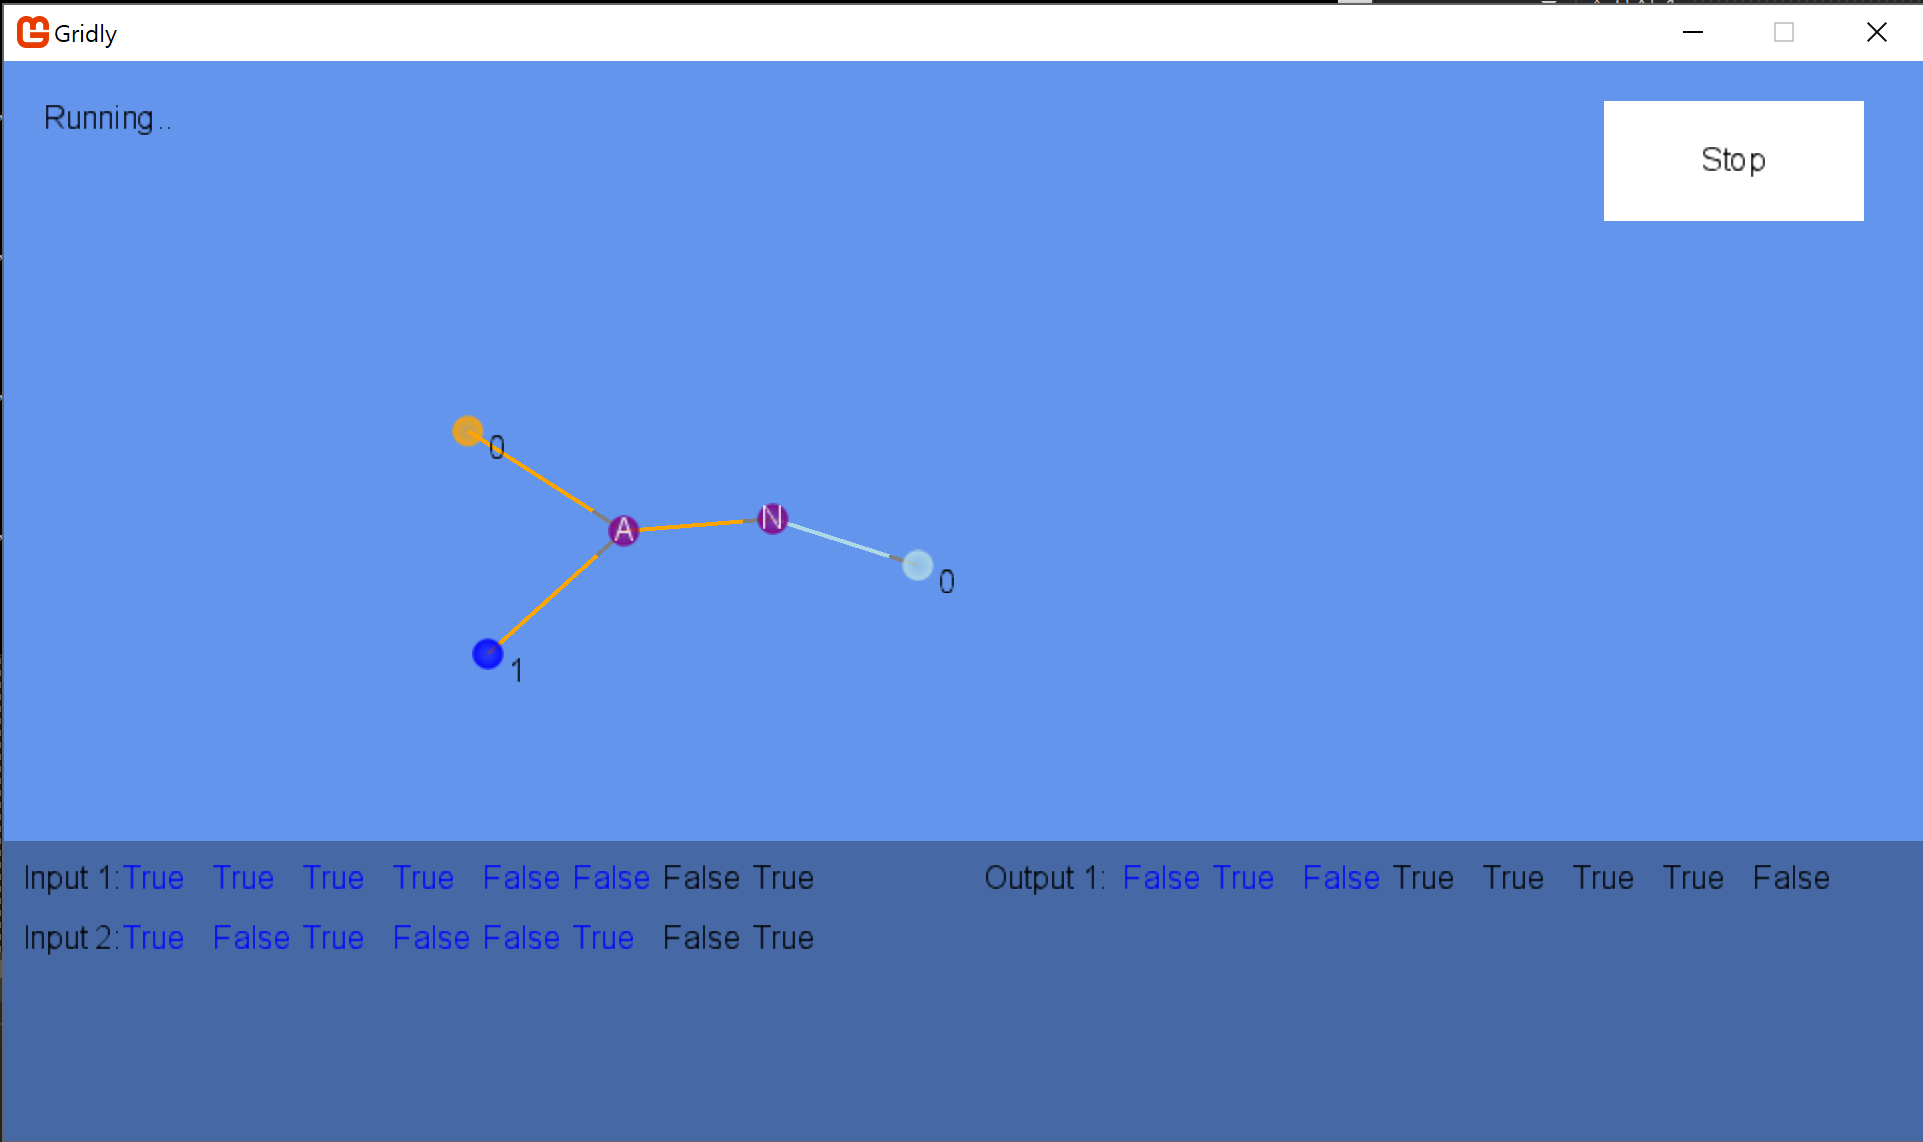 Gridly
Running..
Stop
0
A
N
0
1
Input 1: True True True True False False False True
Output 1: False True False True True True True False
Input 2: True False True False False True False True